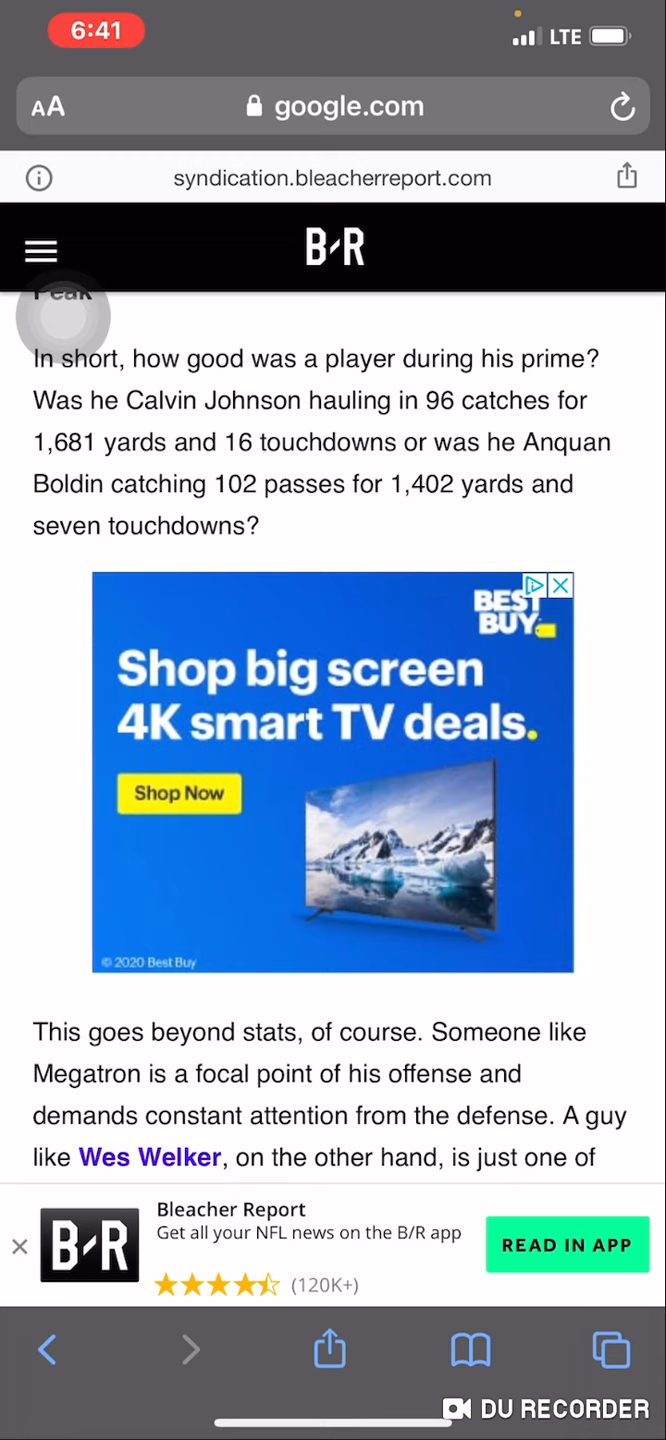 6:41
LTE
AA
google.com
syndication.bleacherreport.com
B/R
Peak
In short, how good was a player during his prime?
Was he Calvin Johnson hauling in 96 catches for
1,681 yards and 16 touchdowns or was he Anquan
Boldin catching 102 passes for 1,402 yards and
seven touchdowns?
BEST
BUY
Shop big screen
4K smart TV deals.
Shop Now
© 2020 Best Buy
This goes beyond stats, of course. Someone like
Megatron is a focal point of his offense and
demands constant attention from the defense. A guy
like Wes Welker, on the other hand, is just one of
B/R
Bleacher Report
Get all your NFL news on the B/R app
(120K+)
READ IN APP
DU RECORDER